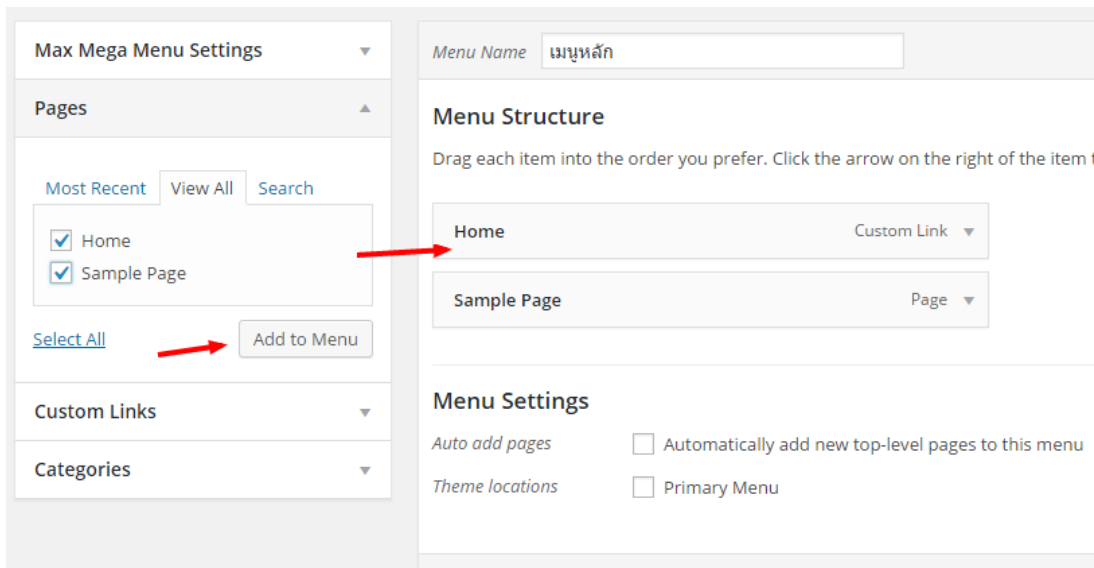 Max Mega Menu Settings
Pages
Most Recent View All Search
Home
Sample Page
Select All Add to Menu
Custom Links
Categories
Menu Name เมนูหลัก
Menu Structure
Drag each item into the order you prefer. Click the arrow on the right of the item
Home Custom Link
Sample Page Page
Menu Settings
Auto add pages Automatically add new top-level pages to this menu
Theme locations Primary Menu